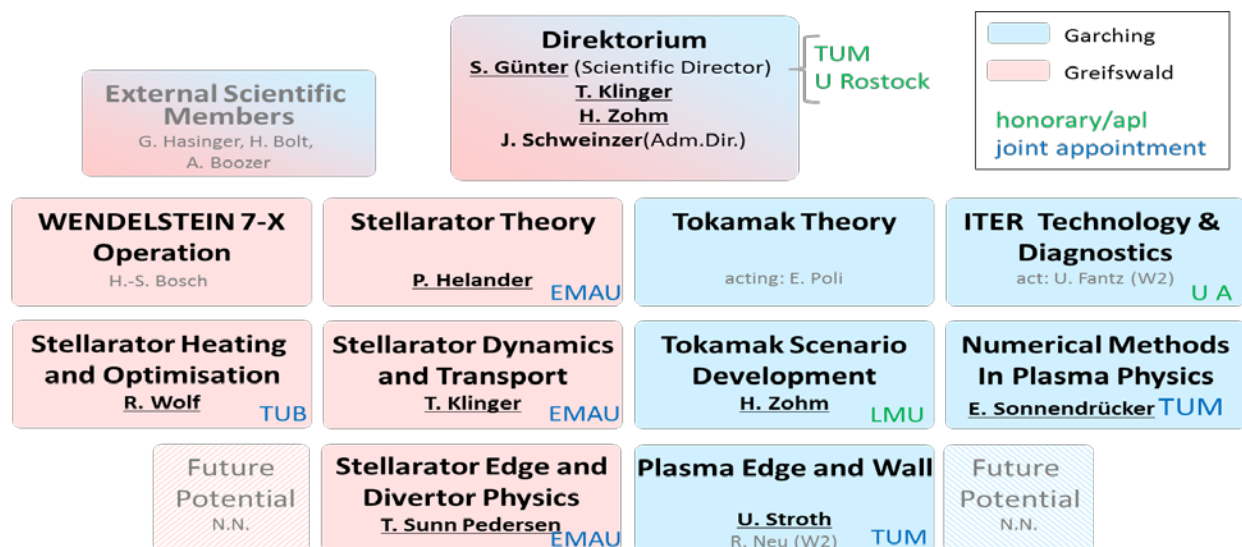 Direktorium
S. Günter (Scientific Director)
T. Klinger
H. Zohm
J. Schweinzer(Adm.Dir.)
TUM
U Rostock
Garching
Greifswald
honorary/apl
joint appointment
External Scientific
Members
G. Hasinger, H. Bolt,
A. Boozer
WENDELSTEIN 7-X
Operation
H.-S. Bosch
Stellarator Theory
P. Helander
EMAU
Tokamak Theory
acting: E. Poli
ITER Technology &
Diagnostics
act: U. Fantz (W2)
U A
Stellarator Heating
and Optimisation
R. Wolf
TUB
Stellarator Dynamics
and Transport
T. Klinger
EMAU
Tokamak Scenario
Development
H. Zohm
LMU
Numerical Methods
In Plasma Physics
E. Sonnendrücker TUM
Future
Potential
N.N.
Stellarator Edge and
Divertor Physics
T. Sunn Pedersen
EMAU
Plasma Edge and Wall
U. Stroth
R. Neu (W2)
TUM
Future
Potential
N.N.